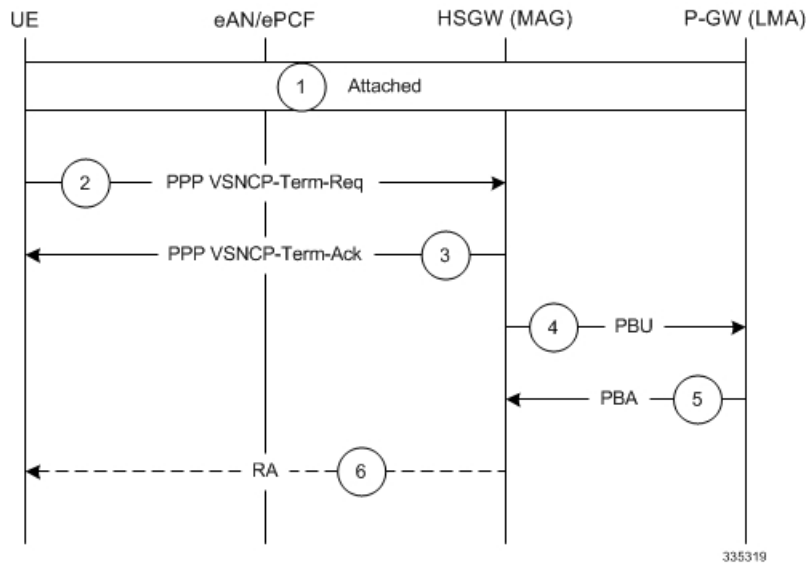 UE eAN/ePCF HSGW (MAG) P-GW (LMA)
1 Attached
2 PPP VSNCP-Term-Req
PPP VSNCP-Term-Ack 3
4 PBU
PBA 5
RA 6
335319